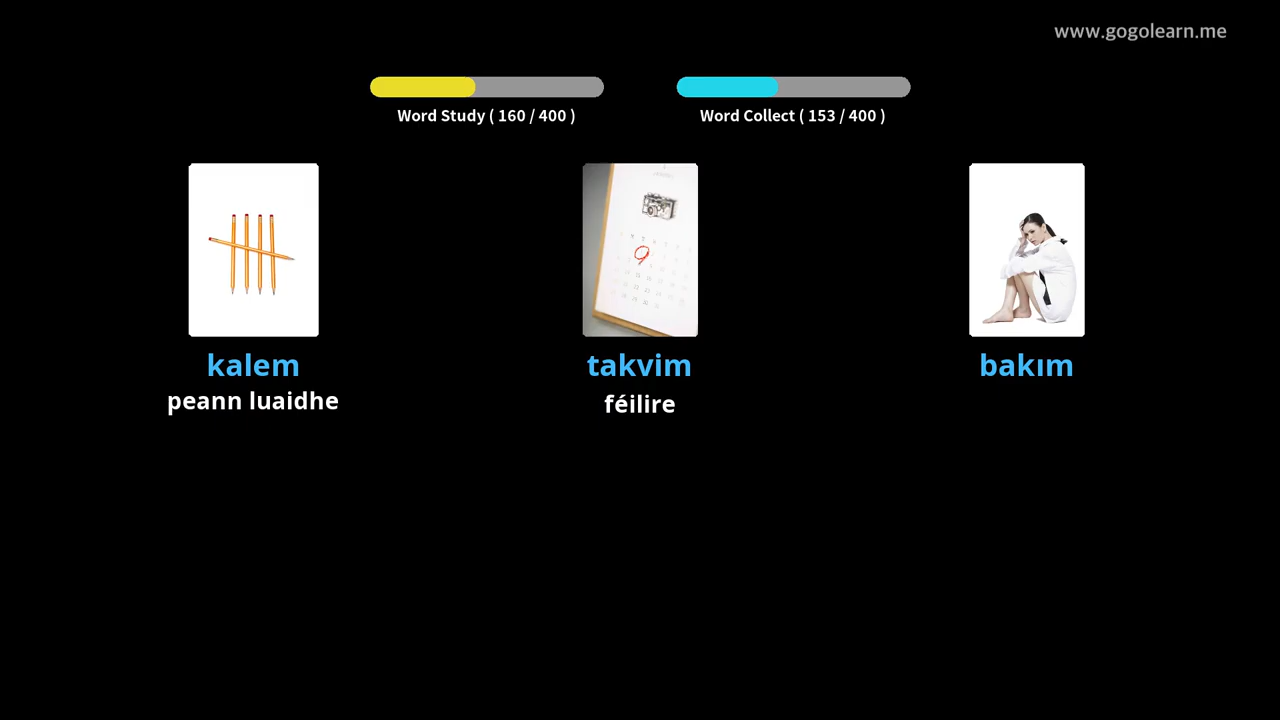 www.gogolearn.me
Word Study ( 160 / 400 )
Word Collect ( 153 / 400 )
kalem
takvim
bakım
peann luaidhe
féilire